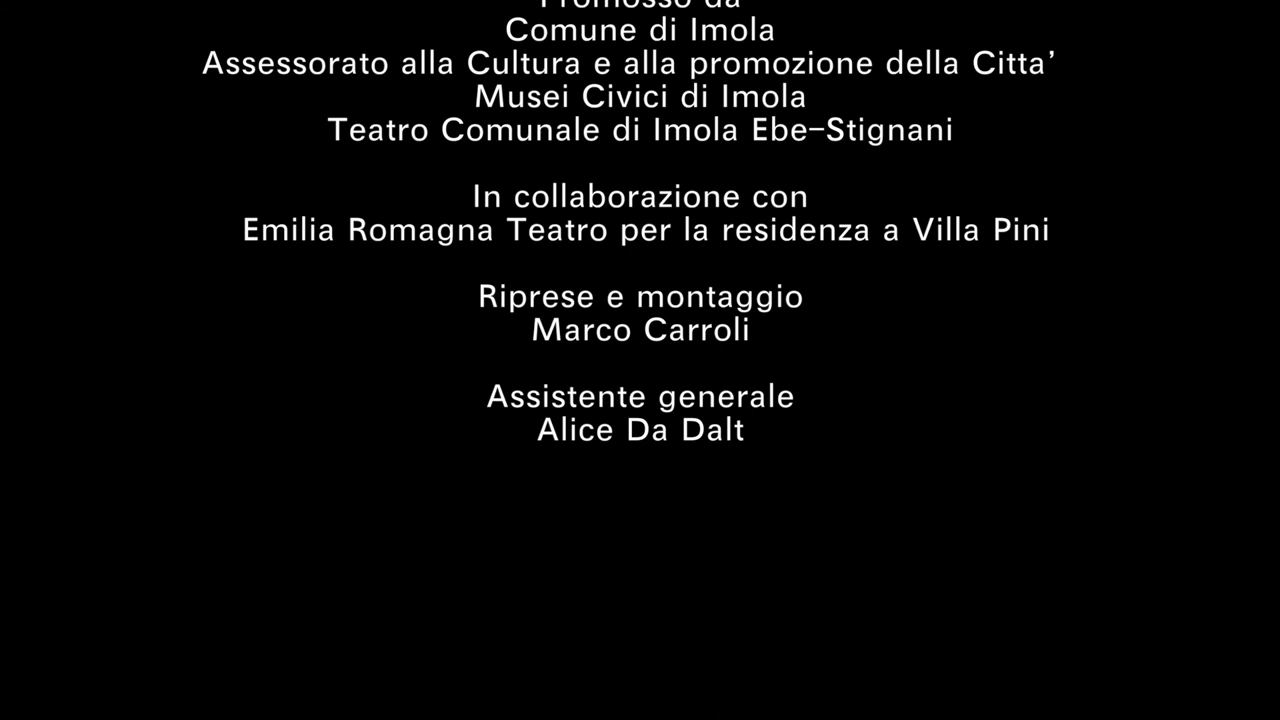 Promosso da
Comune di Imola
Assessorato alla Cultura e alla promozione della Citta’
Musei Civici di Imola
Teatro Comunale di Imola Ebe-Stignani
In collaborazione con
Emilia Romagna Teatro per la residenza a Villa Pini
Riprese e montaggio
Marco Carroli
Assistente generale
Alice Da Dalt